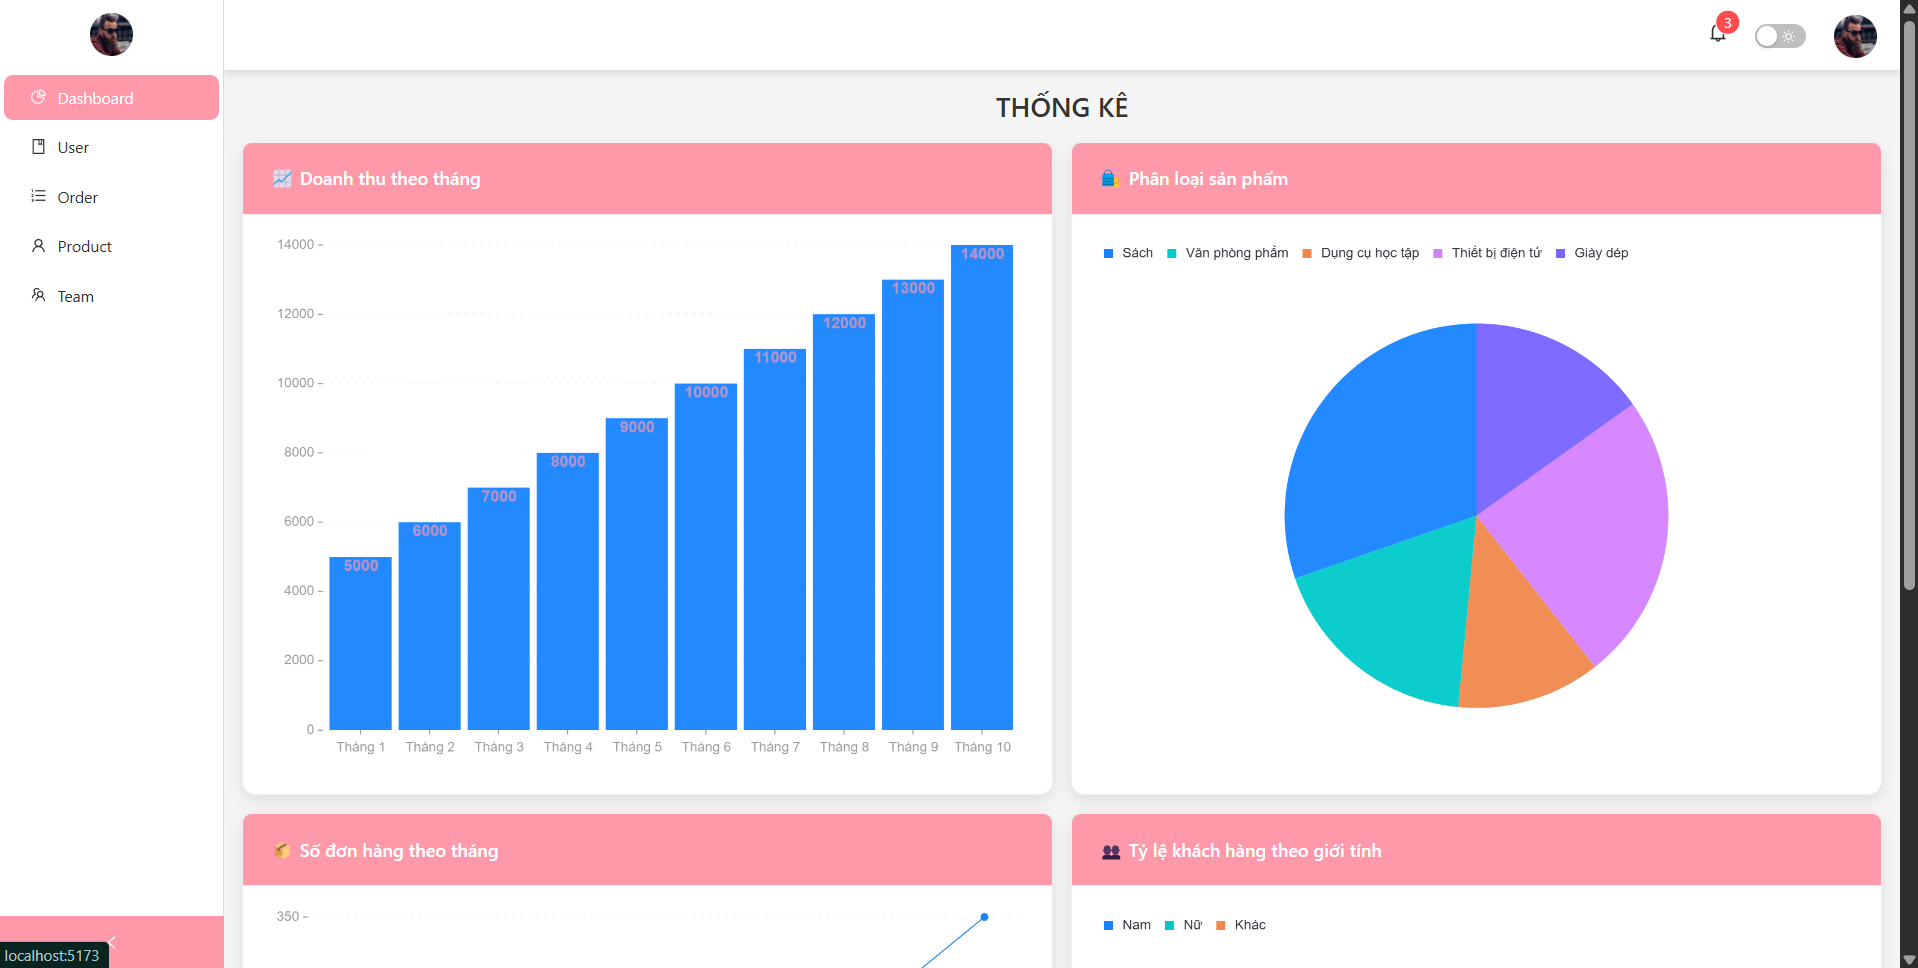 3
Dashboard
User
Order
Product
Team
THỐNG KÊ
Doanh thu theo tháng
14000
12000
10000
8000
6000
4000
2000
0
5000
6000
7000
8000
9000
10000
11000
12000
13000
14000
Tháng 1 Tháng 2 Tháng 3 Tháng 4 Tháng 5 Tháng 6 Tháng 7 Tháng 8 Tháng 9 Tháng 10
Phân loại sản phẩm
Sách Văn phòng phẩm Dụng cụ học tập Thiết bị điện tử Giày dép
Số đơn hàng theo tháng
350
Tỷ lệ khách hàng theo giới tính
Nam Nữ Khác
localhost:5173